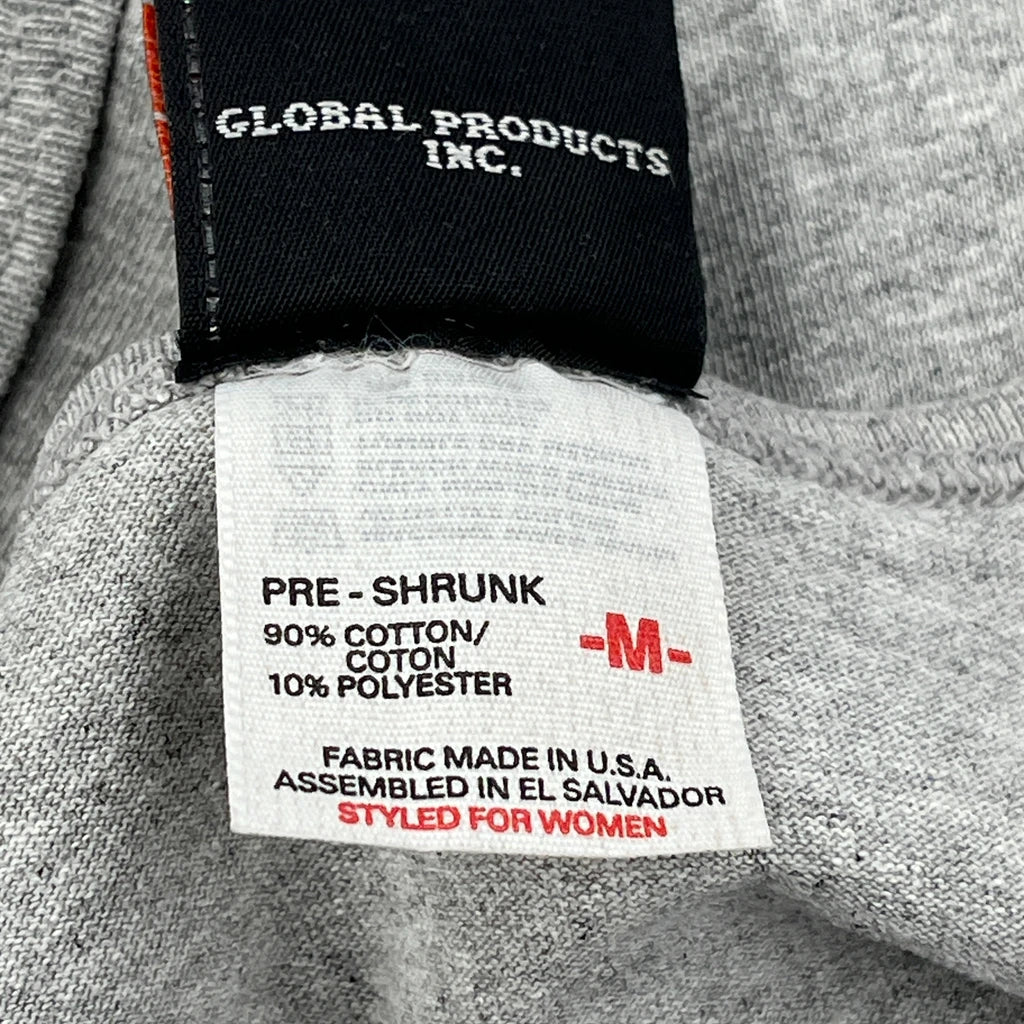 GLOBAL PRODUCTS
INC.
PRE - SHRUNK
90% COTTON/
COTON
10% POLYESTER
-M-
FABRIC MADE IN U.S.A.
ASSEMBLED IN EL SALVADOR
STYLED FOR WOMEN